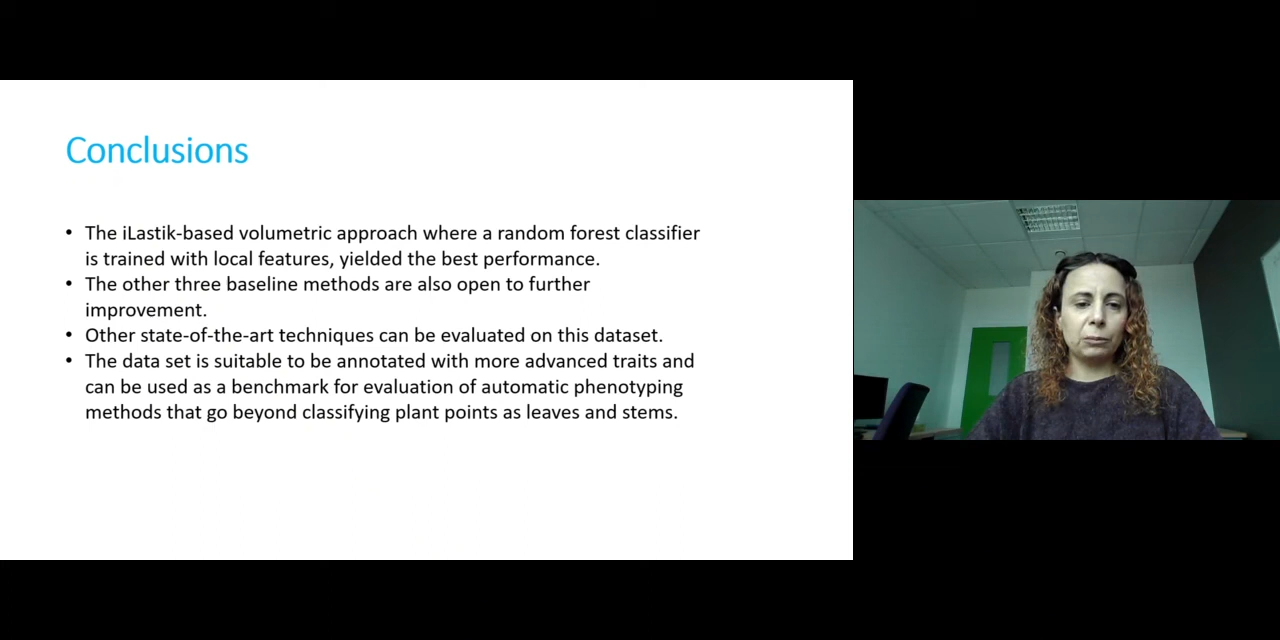 Conclusions
• The iLastik-based volumetric approach where a random forest classifier
is trained with local features, yielded the best performance.
• The other three baseline methods are also open to further
improvement.
• Other state-of-the-art techniques can be evaluated on this dataset.
• The data set is suitable to be annotated with more advanced traits and
can be used as a benchmark for evaluation of automatic phenotyping
methods that go beyond classifying plant points as leaves and stems.